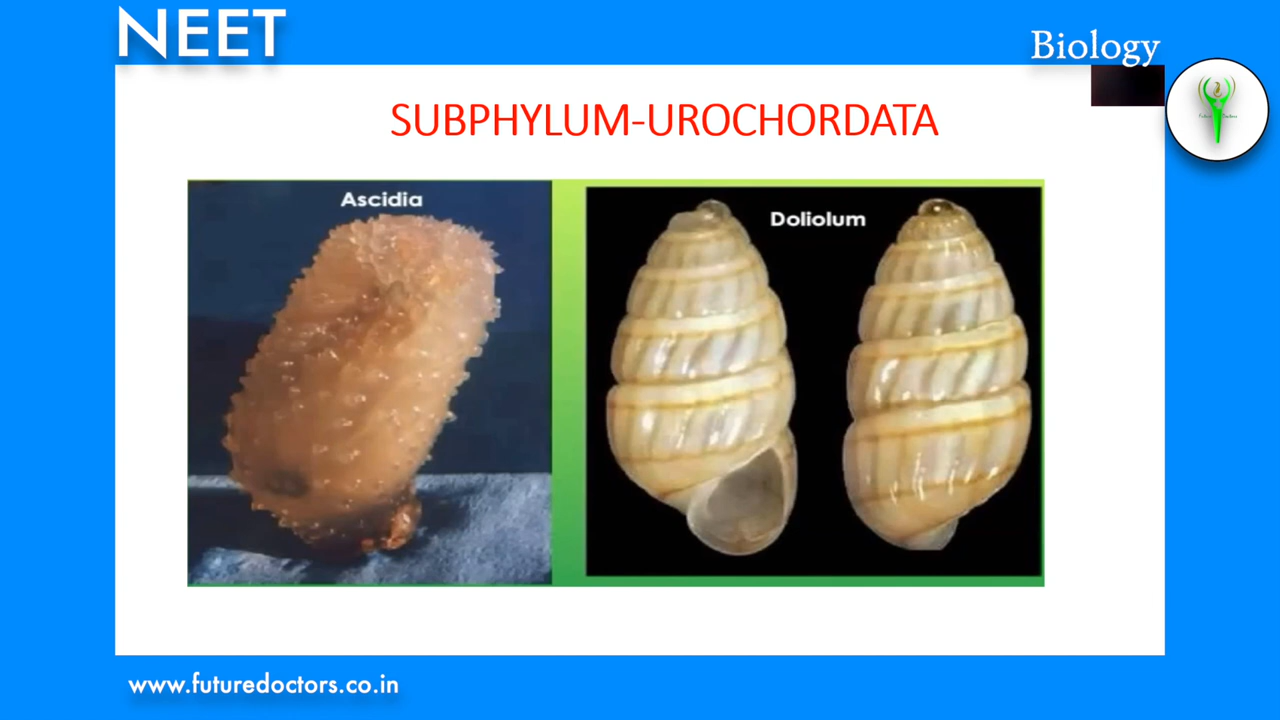 NEET
Biology
SUBPHYLUM-UROCHORDATA
Ascidia
Doliolum
www.futuredoctors.co.in